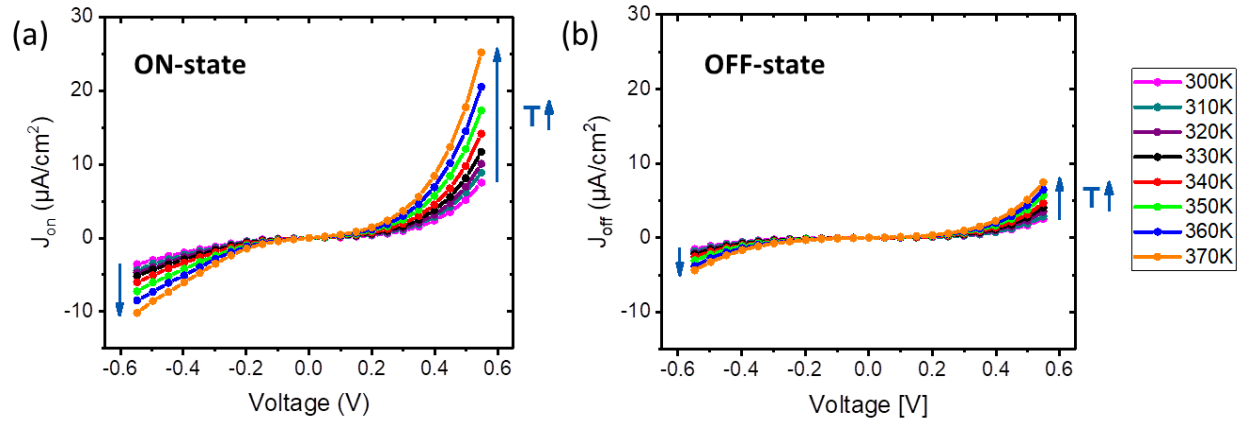 (a)
ON-state
30
20
10
0
-10
J_on (µA/cm²)
-0.6 -0.4 -0.2 0.0 0.2 0.4 0.6
Voltage (V)
T
(b)
OFF-state
30
20
10
0
-10
J_off (µA/cm²)
-0.6 -0.4 -0.2 0.0 0.2 0.4 0.6
Voltage [V]
T
300K
310K
320K
330K
340K
350K
360K
370K